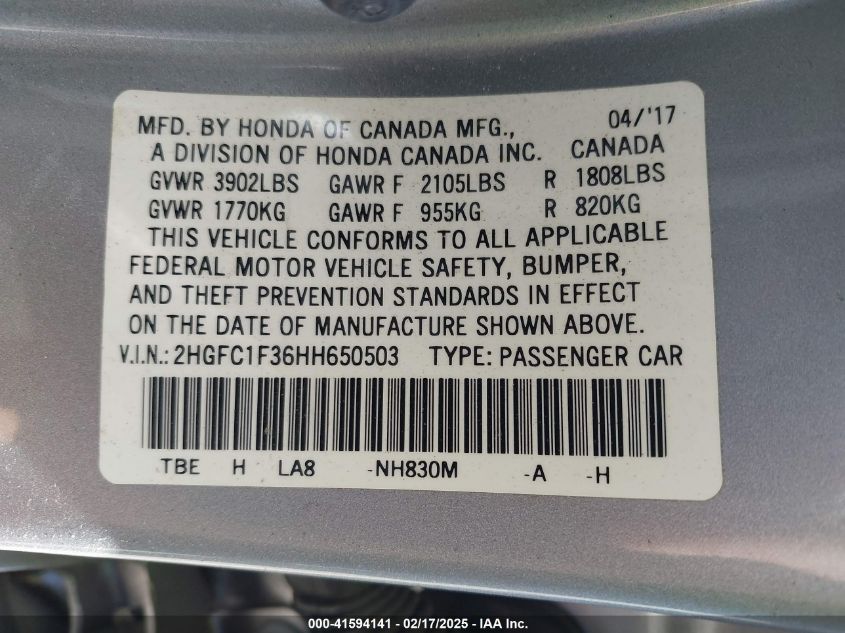 MFD. BY HONDA OF CANADA MFG., 04/'17
A DIVISION OF HONDA CANADA INC. CANADA
GVWR 3902LBS GAWR F 2105LBS R 1808LBS
GVWR 1770KG GAWR F 955KG R 820KG
THIS VEHICLE CONFORMS TO ALL APPLICABLE
FEDERAL MOTOR VEHICLE SAFETY, BUMPER,
AND THEFT PREVENTION STANDARDS IN EFFECT
ON THE DATE OF MANUFACTURE SHOWN ABOVE.
V.I.N.: 2HGFC1F36HH650503 TYPE: PASSENGER CAR
TBE H LA8 -NH830M -A -H
000-41594141 - 02/17/2025 - IAA Inc.